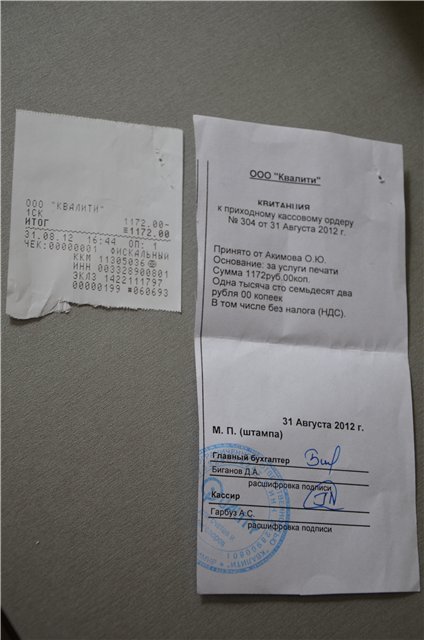 ООО "КВАЛИТИ"
1СК 1172.00-
ИТОГ ≡1172.00
31.08.12 16:44 ОП: 1
ЧЕК:00000001 ФИСКАЛЬНЫЙ
ККМ 11305036
ИНН 003328900801
ЭКЛЗ 1422111797
00000199 #060693
ООО "Квалити"
КВИТАНЦИЯ
к приходному кассовому ордеру
№ 304 от 31 Августа 2012 г.
Принято от Акимова О.Ю.
Основание: за услуги печати
Сумма 1172руб.00коп.
Одна тысяча сто семьдесят два
рубля 00 копеек
В том числе без налога (НДС).
31 Августа 2012 г.
М. П. (штампа)
Главный бухгалтер
Биганов Д.А.
расшифровка подписи
Кассир
Гарбуз А.С.
расшифровка подписи
"КВАЛИТИ"